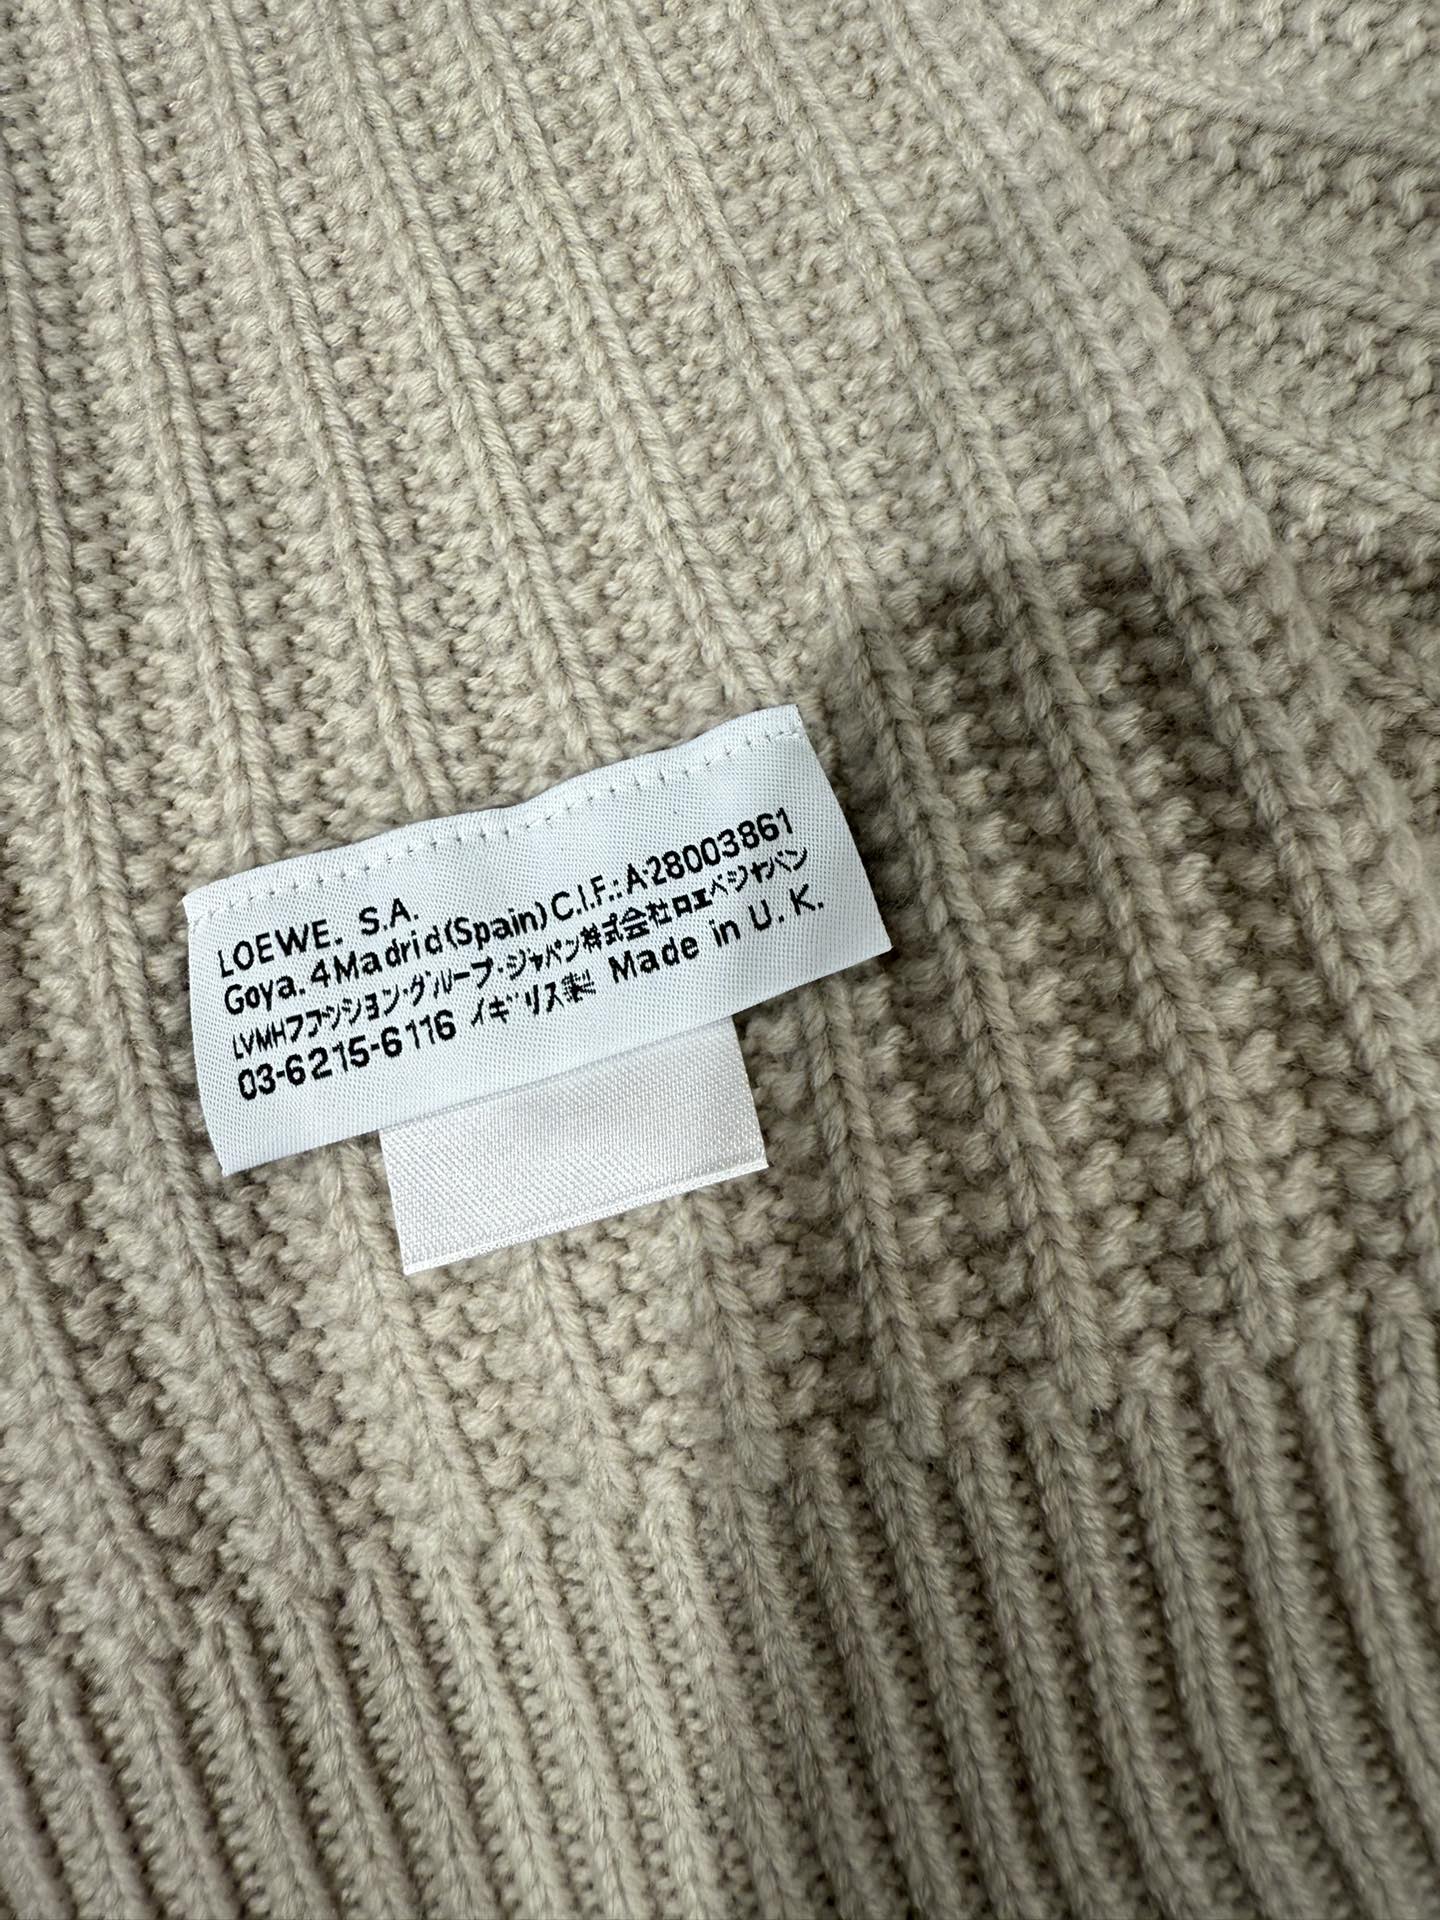 LOEWE. S.A.
Goya. 4 Madrid (Spain) C.I.F.: A-28003861
LVMHファッション・グループ・ジャパン株式会社ロエベジャパン
03-6215-6116 イギリス製 Made in U.K.